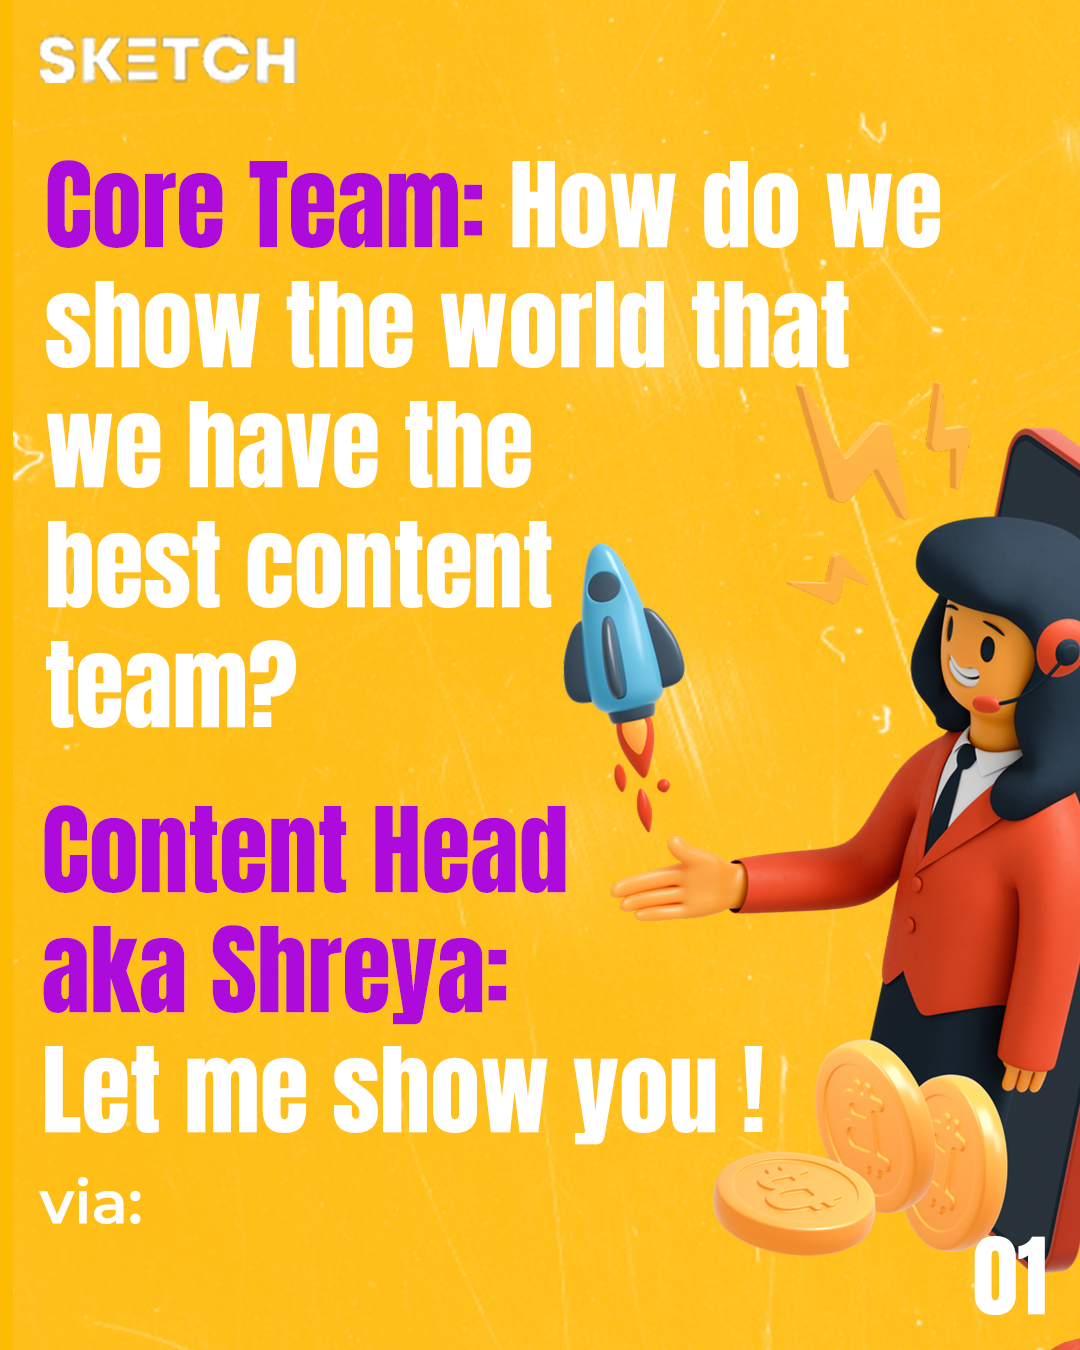 SKETCH
Core Team: How do we
show the world that
we have the
best content
team?
Content Head
aka Shreya:
Let me show you !
via:
01